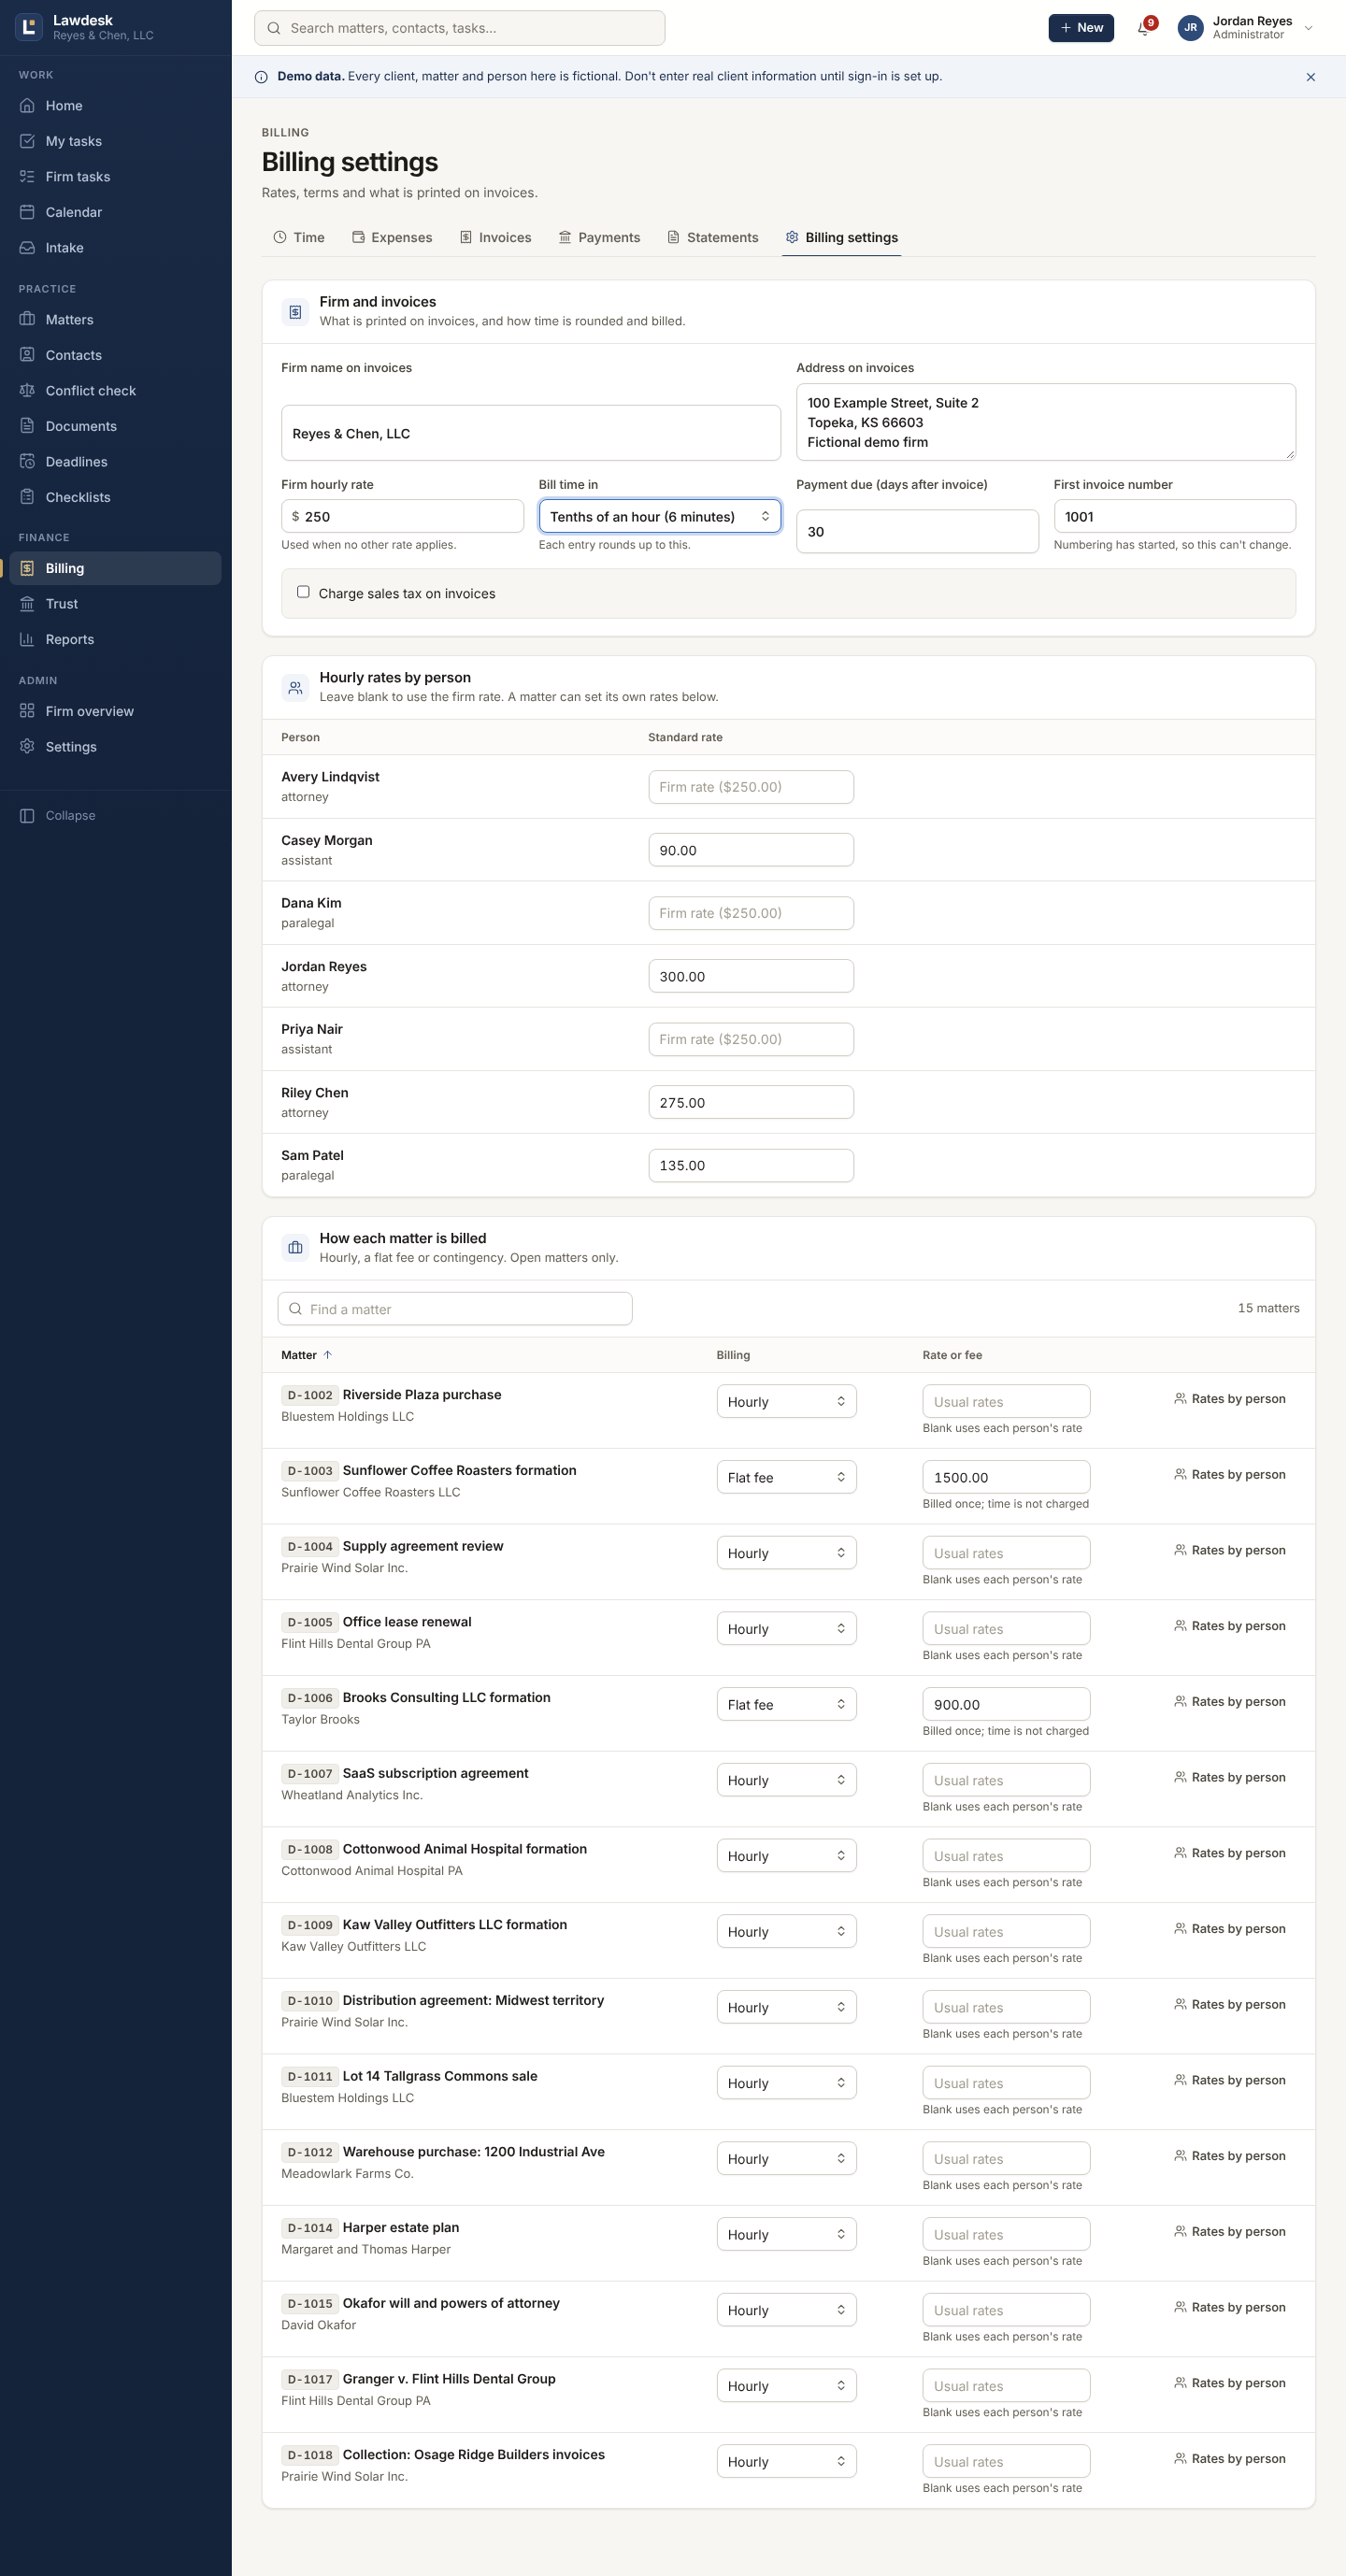 Lawdesk
Reyes & Chen, LLC
WORK
Home
My tasks
Firm tasks
Calendar
Intake
PRACTICE
Matters
Contacts
Conflict check
Documents
Deadlines
Checklists
FINANCE
Billing
Trust
Reports
ADMIN
Firm overview
Settings
Collapse
Search matters, contacts, tasks...
New
9
JR
Jordan Reyes
Administrator
Demo data. Every client, matter and person here is fictional. Don't enter real client information until sign-in is set up.
BILLING
Billing settings
Rates, terms and what is printed on invoices.
Time
Expenses
Invoices
Payments
Statements
Billing settings
Firm and invoices
What is printed on invoices, and how time is rounded and billed.
Firm name on invoices
Reyes & Chen, LLC
Address on invoices
100 Example Street, Suite 2
Topeka, KS 66603
Fictional demo firm
Firm hourly rate
$ 250
Used when no other rate applies.
Bill time in
Tenths of an hour (6 minutes)
Each entry rounds up to this.
Payment due (days after invoice)
30
First invoice number
1001
Numbering has started, so this can't change.
Charge sales tax on invoices
Hourly rates by person
Leave blank to use the firm rate. A matter can set its own rates below.
Person Standard rate
Avery Lindqvist
attorney
Firm rate ($250.00)
Casey Morgan
assistant
90.00
Dana Kim
paralegal
Firm rate ($250.00)
Jordan Reyes
attorney
300.00
Priya Nair
assistant
Firm rate ($250.00)
Riley Chen
attorney
275.00
Sam Patel
paralegal
135.00
How each matter is billed
Hourly, a flat fee or contingency. Open matters only.
Find a matter
15 matters
Matter Billing Rate or fee
D-1002 Riverside Plaza purchase
Bluestem Holdings LLC
Hourly
Usual rates
Blank uses each person's rate
Rates by person
D-1003 Sunflower Coffee Roasters formation
Sunflower Coffee Roasters LLC
Flat fee
1500.00
Billed once; time is not charged
Rates by person
D-1004 Supply agreement review
Prairie Wind Solar Inc.
Hourly
Usual rates
Blank uses each person's rate
Rates by person
D-1005 Office lease renewal
Flint Hills Dental Group PA
Hourly
Usual rates
Blank uses each person's rate
Rates by person
D-1006 Brooks Consulting LLC formation
Taylor Brooks
Flat fee
900.00
Billed once; time is not charged
Rates by person
D-1007 SaaS subscription agreement
Wheatland Analytics Inc.
Hourly
Usual rates
Blank uses each person's rate
Rates by person
D-1008 Cottonwood Animal Hospital formation
Cottonwood Animal Hospital PA
Hourly
Usual rates
Blank uses each person's rate
Rates by person
D-1009 Kaw Valley Outfitters LLC formation
Kaw Valley Outfitters LLC
Hourly
Usual rates
Blank uses each person's rate
Rates by person
D-1010 Distribution agreement: Midwest territory
Prairie Wind Solar Inc.
Hourly
Usual rates
Blank uses each person's rate
Rates by person
D-1011 Lot 14 Tallgrass Commons sale
Bluestem Holdings LLC
Hourly
Usual rates
Blank uses each person's rate
Rates by person
D-1012 Warehouse purchase: 1200 Industrial Ave
Meadowlark Farms Co.
Hourly
Usual rates
Blank uses each person's rate
Rates by person
D-1014 Harper estate plan
Margaret and Thomas Harper
Hourly
Usual rates
Blank uses each person's rate
Rates by person
D-1015 Okafor will and powers of attorney
David Okafor
Hourly
Usual rates
Blank uses each person's rate
Rates by person
D-1017 Granger v. Flint Hills Dental Group
Flint Hills Dental Group PA
Hourly
Usual rates
Blank uses each person's rate
Rates by person
D-1018 Collection: Osage Ridge Builders invoices
Prairie Wind Solar Inc.
Hourly
Usual rates
Blank uses each person's rate
Rates by person